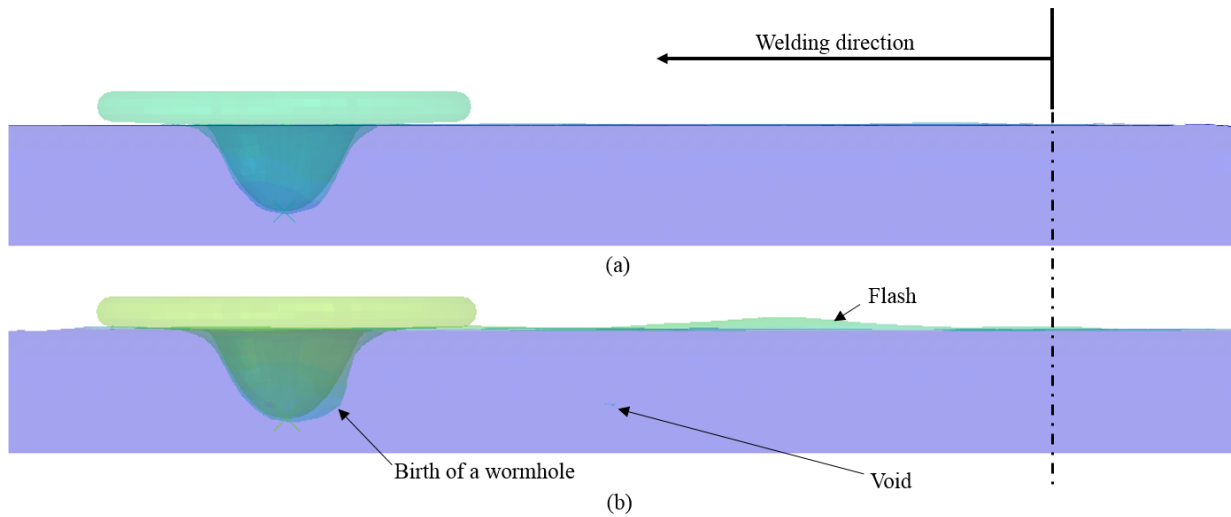 Welding direction
(a)
Flash
Birth of a wormhole
Void
(b)